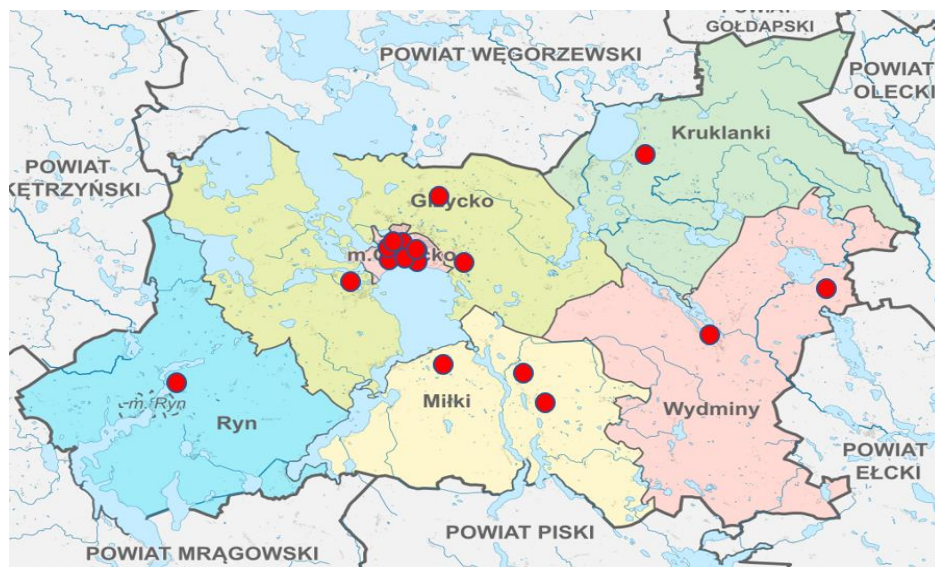 POWIAT
GOŁDAPSKI
POWIAT WĘGORZEWSKI
POWIAT
OLECKI
Kruklanki
POWIAT
KĘTRZYŃSKI
Giżycko
m. Ryn
Ryn
Miłki
Wydminy
POWIAT
EŁCKI
POWIAT PISKI
POWIAT MRĄGOWSKI